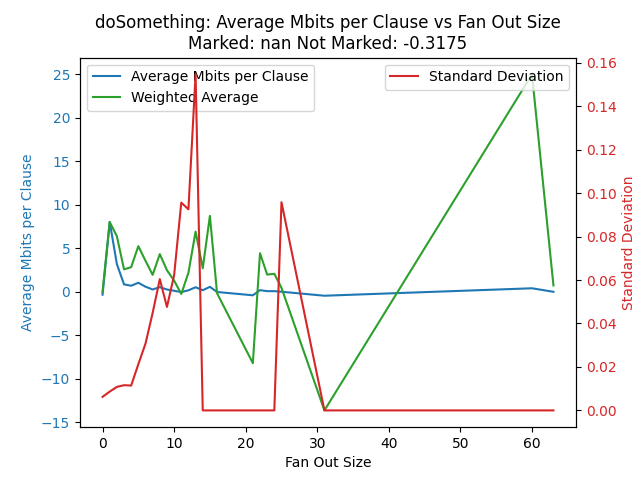 doSomething: Average Mbits per Clause vs Fan Out Size
Marked: nan Not Marked: -0.3175
Average Mbits per Clause
Weighted Average
Standard Deviation
25
20
15
10
5
0
−5
−10
−15
Average Mbits per Clause
0.16
0.14
0.12
0.10
0.08
0.06
0.04
0.02
0.00
Standard Deviation
0 10 20 30 40 50 60
Fan Out Size